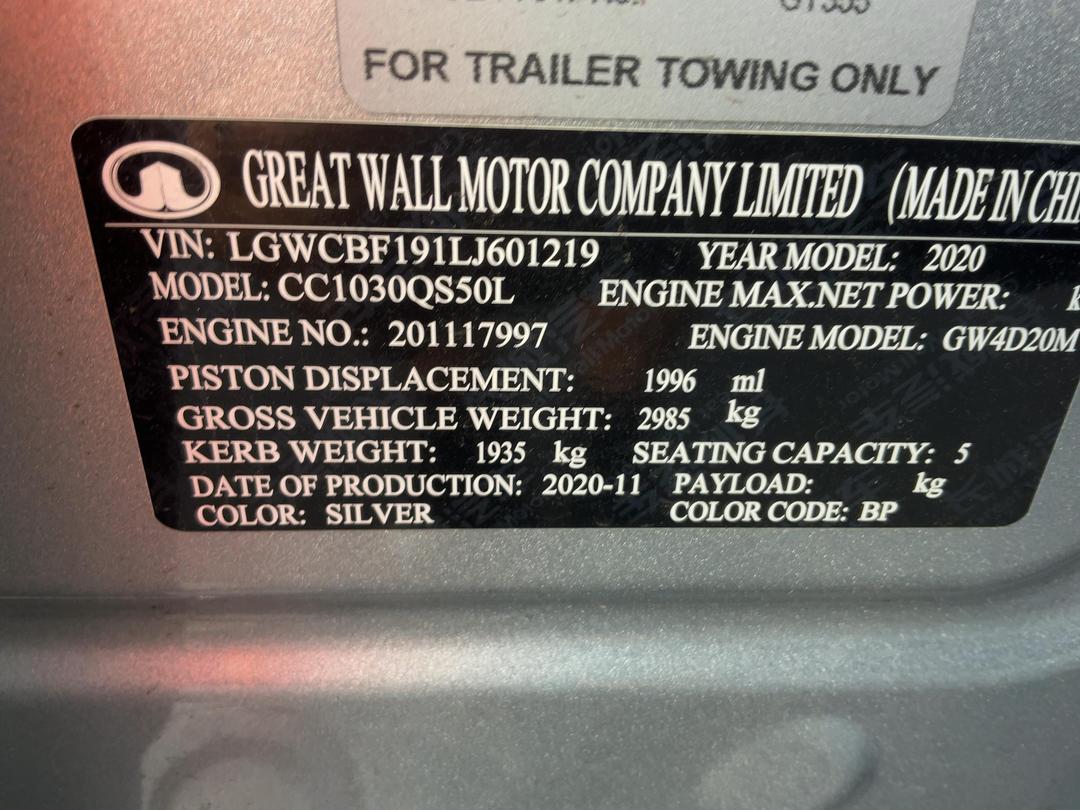 FOR TRAILER TOWING ONLY
GREAT WALL MOTOR COMPANY LIMITED (MADE IN
VIN: LGWCBF191LJ601219 YEAR MODEL: 2020
MODEL: CC1030QS50L ENGINE MAX.NET POWER:
ENGINE NO.: 201117997 ENGINE MODEL: GW4D20M
PISTON DISPLACEMENT: 1996 ml
GROSS VEHICLE WEIGHT: 2985 kg
KERB WEIGHT: 1935 kg SEATING CAPACITY: 5
DATE OF PRODUCTION: 2020-11 PAYLOAD: kg
COLOR: SILVER COLOR CODE: BP